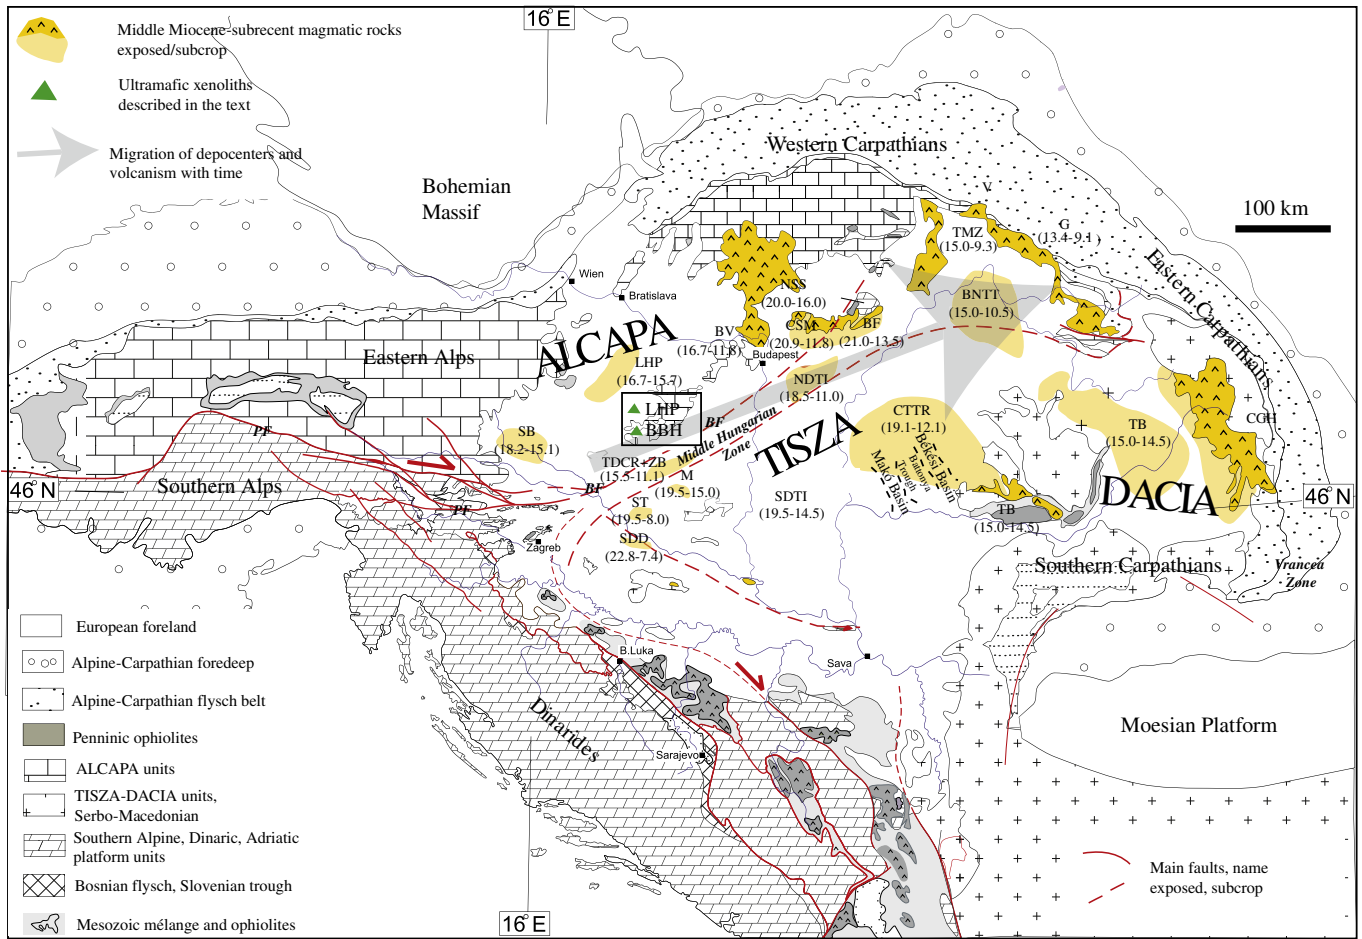 16°E
Middle Miocene-subrecent magmatic rocks
exposed/subcrop
Ultramafic xenoliths
described in the text
Migration of depocenters and
volcanism with time
Bohemian
Massif
Western Carpathians
100 km
V
G
(13.4-9.1)
TMZ
(15.0-9.3)
Eastern Carpathians
Wien
Bratislava
NSS
(20.0-16.0)
BNTT
(15.0-10.5)
ALCAPA
BV
(16.7-11.8)
CSM
(20.9-11.8)
BF
(21.0-13.5)
Budapest
Eastern Alps
LHP
(16.7-15.7)
NDTI
(18.5-11.0)
LHP
BBH
BF
Middle Hungarian
Zone
TISZA
CTTR
(19.1-12.1)
Békési Basin
Battonya
Trough
Makó Basin
TB
(15.0-14.5)
CGH
PF
SB
(18.2-15.1)
TDCR+ZB
(15.5-11.1)
M
(19.5-15.0)
BF
46°N
Southern Alps
SDTI
(19.5-14.5)
DACIA
46°N
PF
ST
(19.5-8.0)
TB
(15.0-14.5)
SDD
(22.8-7.4)
Zagreb
Southern Carpathians
Vrancea
Zone
B.Luka
Sava
Dinarides
Sarajevo
Moesian Platform
European foreland
Alpine-Carpathian foredeep
Alpine-Carpathian flysch belt
Penninic ophiolites
ALCAPA units
TISZA-DACIA units,
Serbo-Macedonian
Southern Alpine, Dinaric, Adriatic
platform units
Bosnian flysch, Slovenian trough
Mesozoic mélange and ophiolites
16°E
Main faults, name
exposed, subcrop